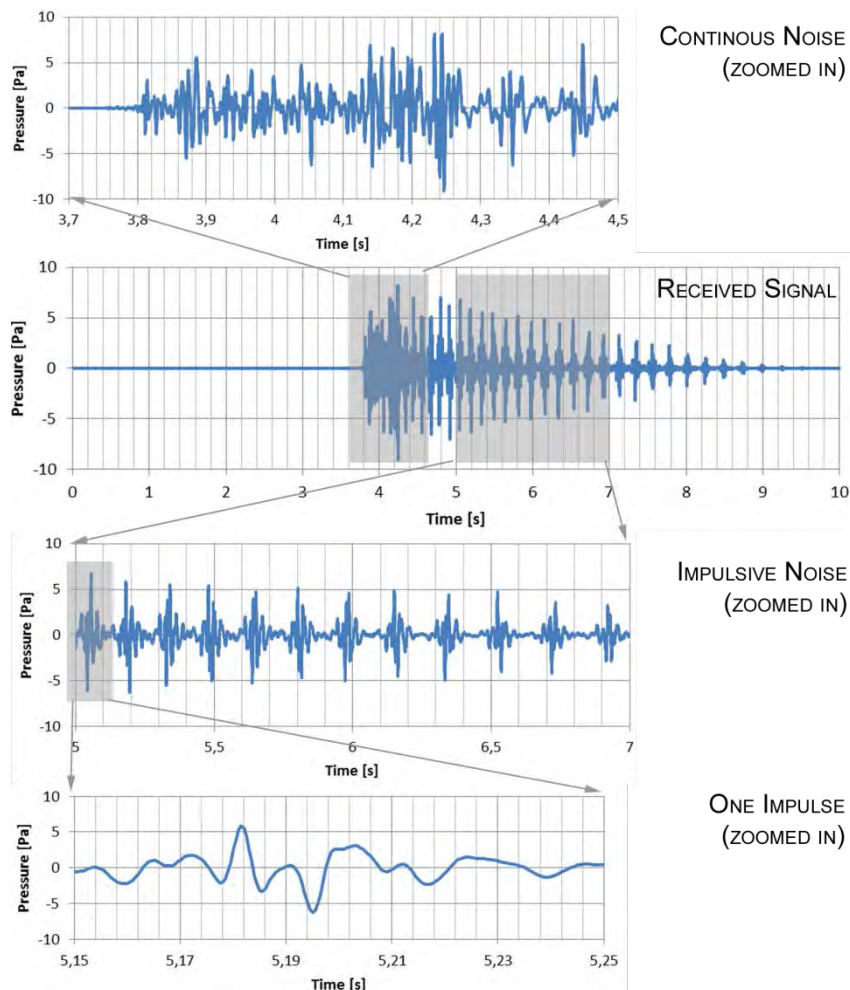 CONTINOUS NOISE
(ZOOMED IN)
Pressure [Pa]
10
5
0
-5
-10
3,7 3,8 3,9 4 4,1 4,2 4,3 4,4 4,5
Time [s]
RECEIVED SIGNAL
Pressure [Pa]
10
5
0
-5
-10
0 1 2 3 4 5 6 7 8 9 10
Time [s]
IMPULSIVE NOISE
(ZOOMED IN)
Pressure [Pa]
10
5
0
-5
-10
5 5,5 6 6,5 7
Time [s]
ONE IMPULSE
(ZOOMED IN)
Pressure [Pa]
10
5
0
-5
-10
5,15 5,17 5,19 5,21 5,23 5,25
Time [s]